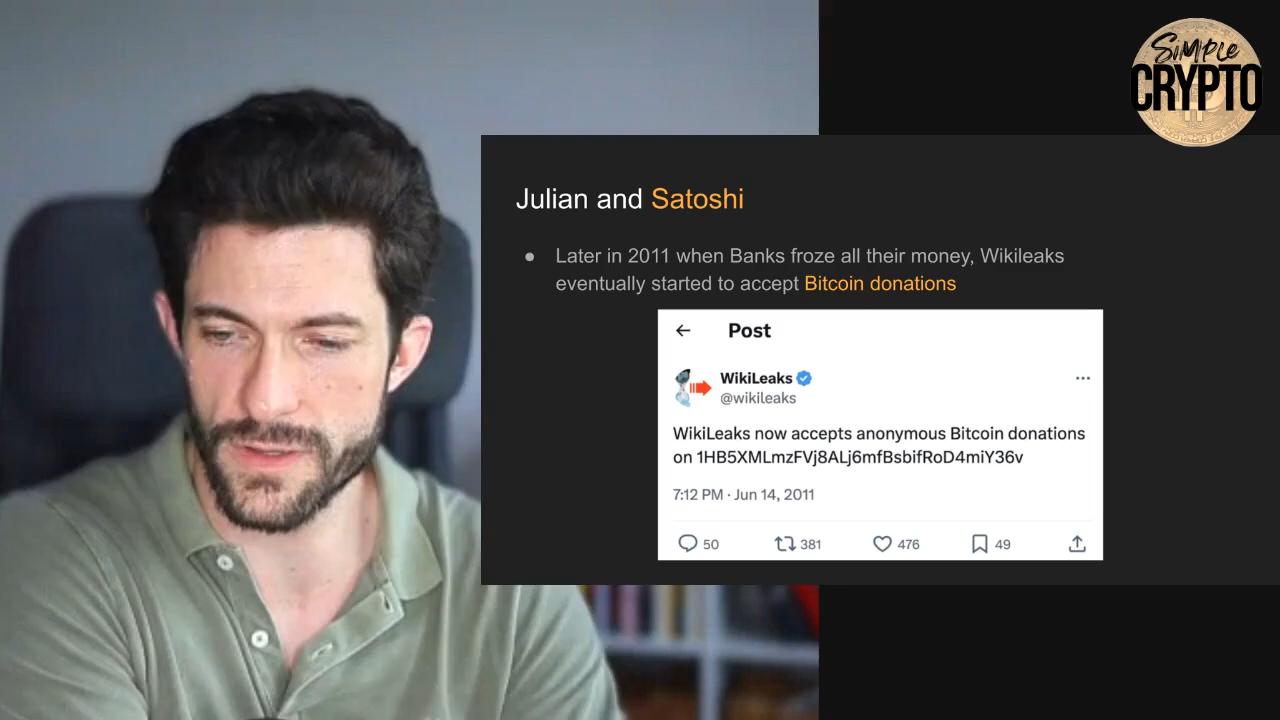 Simple
CRYPTO
Julian and Satoshi
● Later in 2011 when Banks froze all their money, Wikileaks
eventually started to accept Bitcoin donations
← Post
WikiLeaks
@wikileaks
WikiLeaks now accepts anonymous Bitcoin donations
on 1HB5XMLmzFVj8ALj6mfBsbifRoD4miY36v
7:12 PM · Jun 14, 2011
50 381 476 49